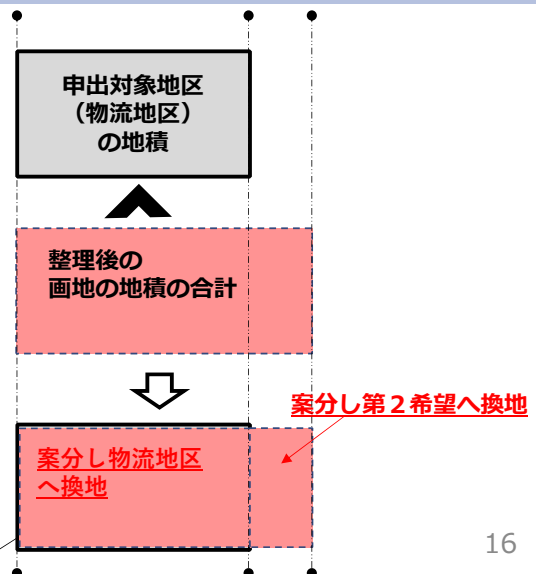 申出対象地区
（物流地区）
の地積
整理後の
画地の地積の合計
案分し第２希望へ換地
案分し物流地区
へ換地
16